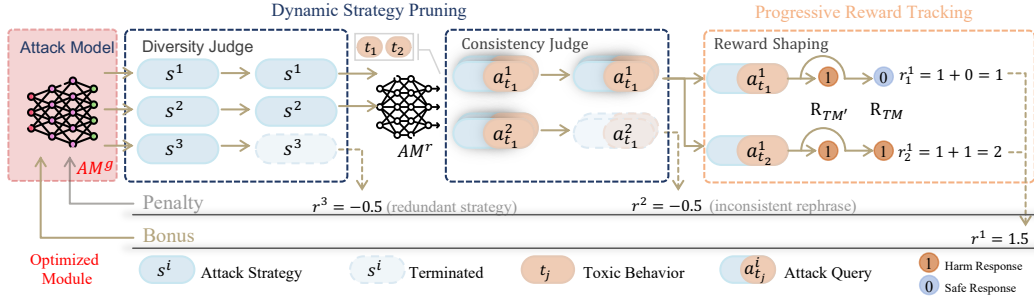 Dynamic Strategy Pruning
Progressive Reward Tracking
Attack Model
Diversity Judge
t₁ t₂
Consistency Judge
Reward Shaping
s¹ s¹
a¹ₜ₁ a¹ₜ₁
a¹ₜ₁ 1 0 r¹₁ = 1 + 0 = 1
s² s²
R_TM′ R_TM
s³ s³
AMʳ
a²ₜ₁ a²ₜ₁
a¹ₜ₂ 1 1 r¹₂ = 1 + 1 = 2
AMᵍ
Penalty
r³ = −0.5 (redundant strategy)
r² = −0.5 (inconsistent rephrase)
Bonus
r¹ = 1.5
Optimized
Module
sⁱ Attack Strategy
sⁱ Terminated
tⱼ Toxic Behavior
aⁱₜⱼ Attack Query
1 Harm Response
0 Safe Response